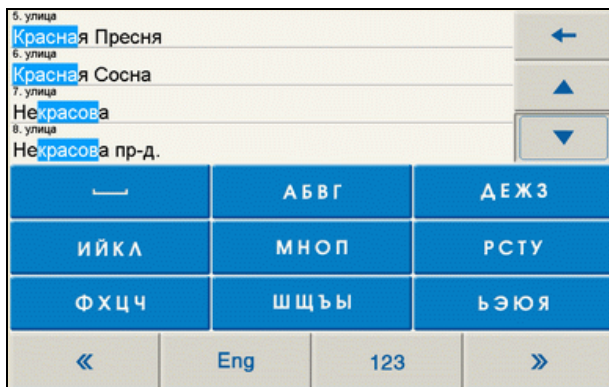 5. улица
Красная Пресня
6. улица
Красная Сосна
7. улица
Некрасова
8. улица
Некрасова пр-д.
АБВГ
ДЕЖЗ
ИЙКЛ
МНОП
РСТУ
ФХЦЧ
ШЩЪЫ
ЬЭЮЯ
«
Eng
123
»